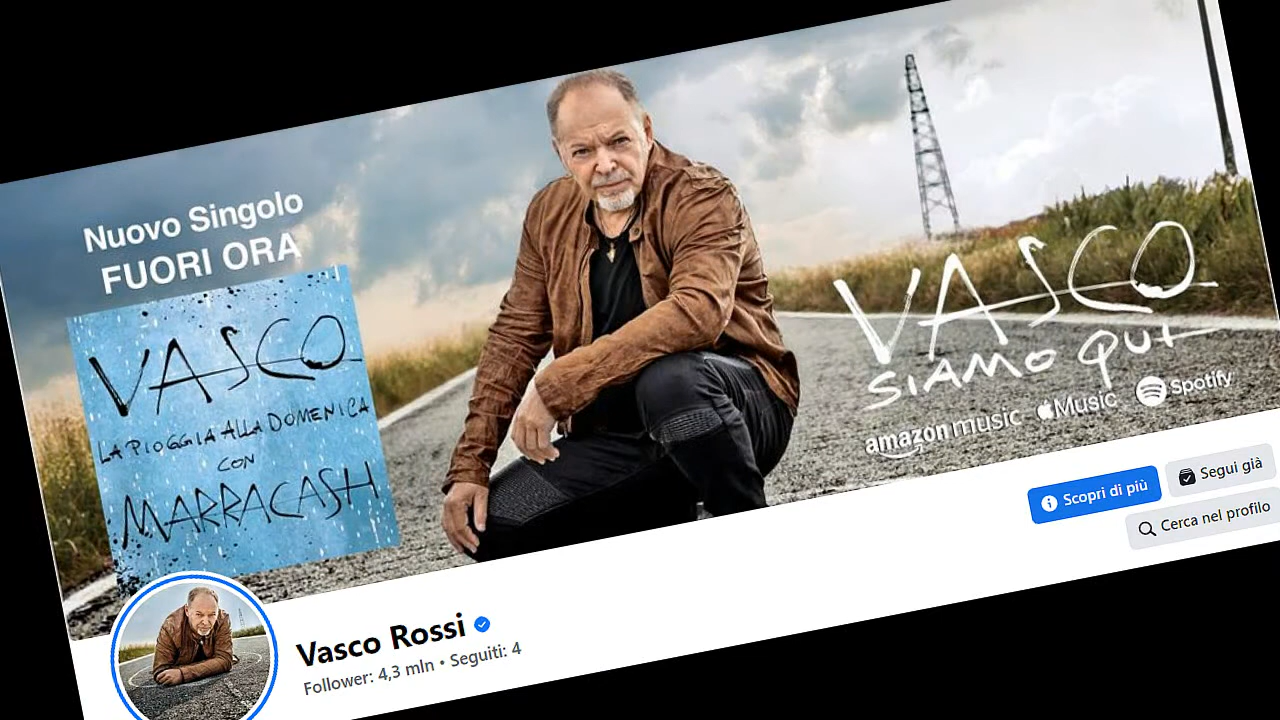 Nuovo Singolo
FUORI ORA
VASCO
LA PIOGGIA ALLA DOMENICA
CON
MARRACASH
VASCO
SIAMO QUI
amazon music Music Spotify
Scopri di più
Segui già
Cerca nel profilo
Vasco Rossi
Follower: 4,3 mln • Seguiti: 4